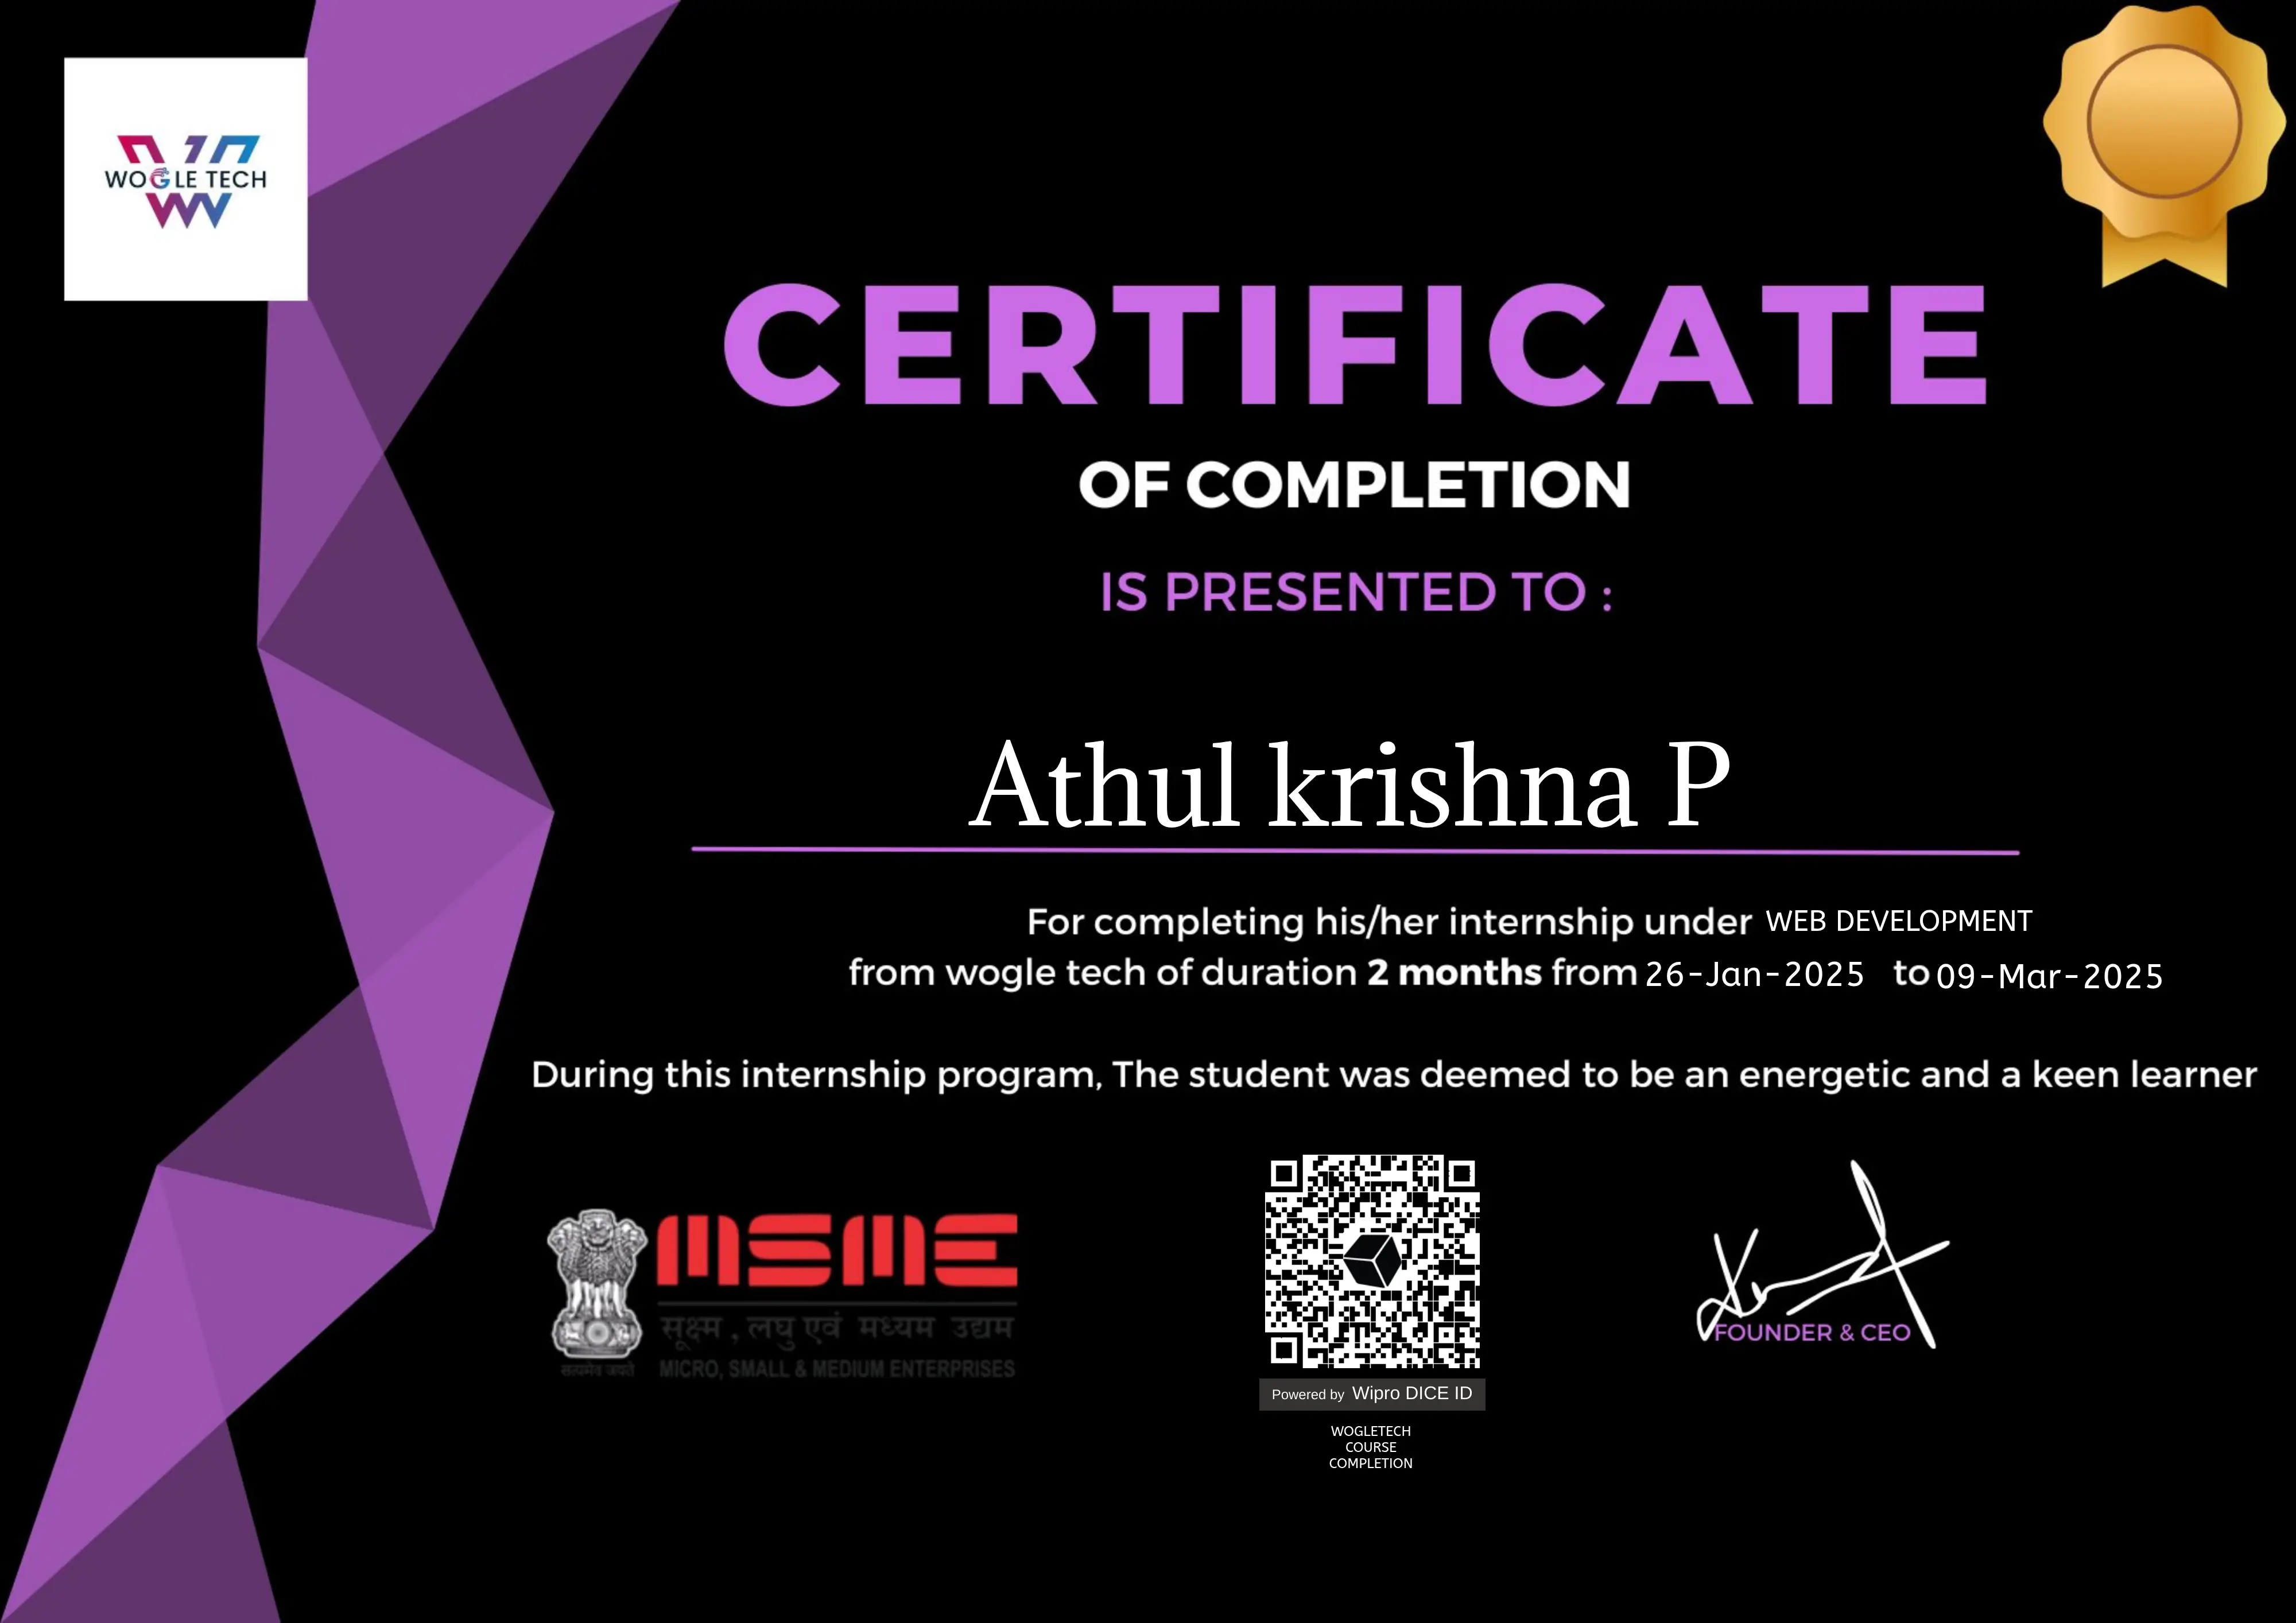 WOGLE TECH
CERTIFICATE
OF COMPLETION
IS PRESENTED TO :
Athul krishna P
For completing his/her internship under WEB DEVELOPMENT
from wogle tech of duration 2 months from 26-Jan-2025 to 09-Mar-2025
During this internship program, The student was deemed to be an energetic and a keen learner
MSME
सूक्ष्म , लघु एवं मध्यम उद्यम
सत्यमेव जयते
MICRO, SMALL & MEDIUM ENTERPRISES
FOUNDER & CEO
Powered by Wipro DICE ID
WOGLETECH
COURSE
COMPLETION